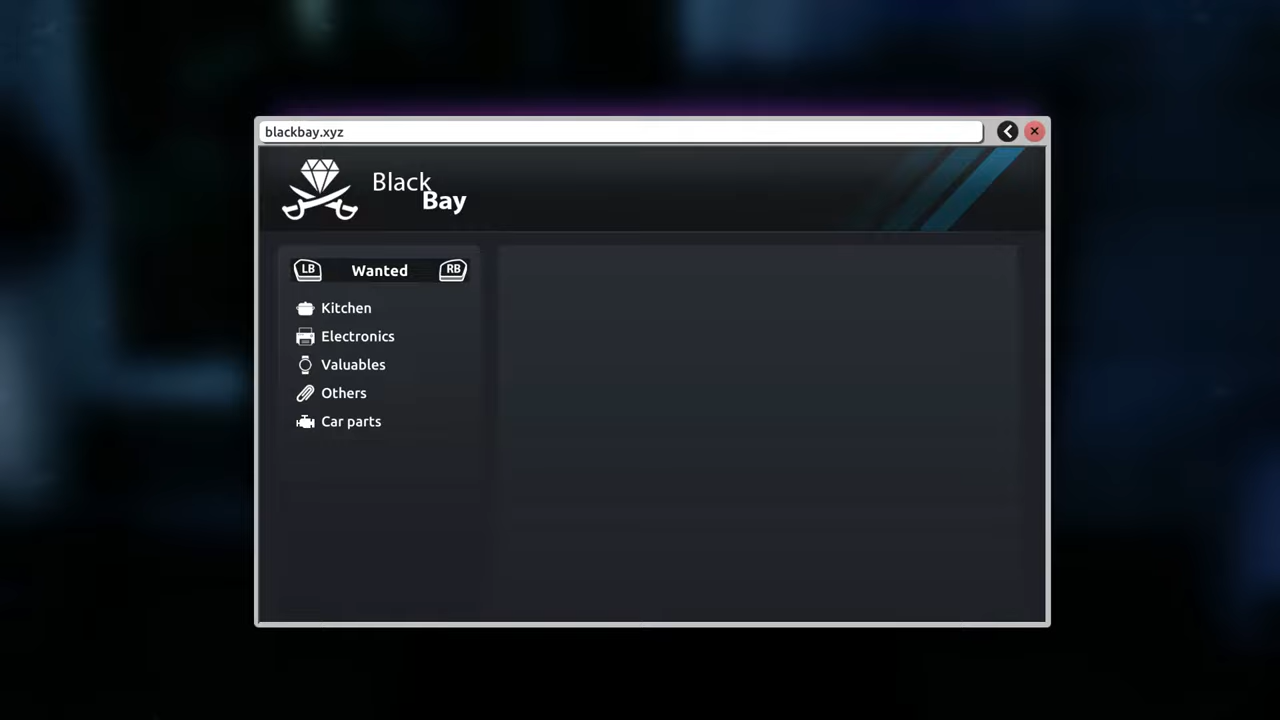 blackbay.xyz
Black
Bay
LB Wanted RB
Kitchen
Electronics
Valuables
Others
Car parts